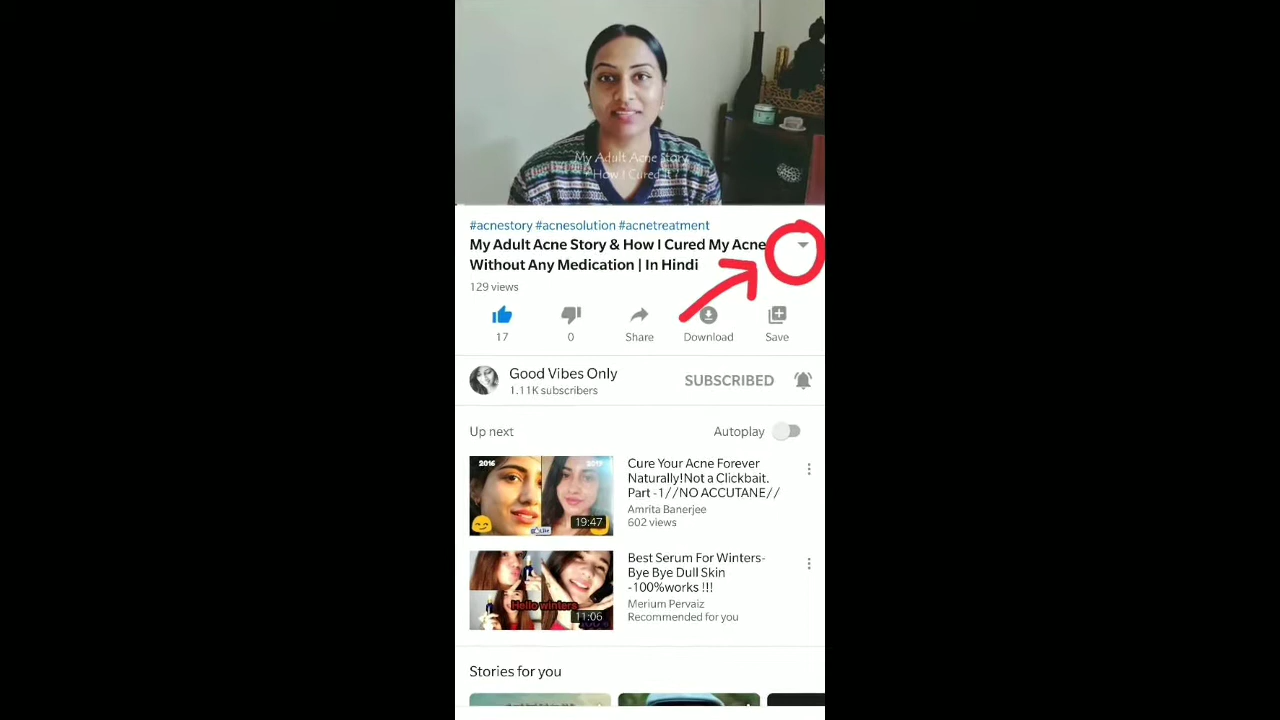 My Adult Acne Story
How I Cured It
#acnestory #acnesolution #acnetreatment
My Adult Acne Story & How I Cured My Acne
Without Any Medication | In Hindi
129 views
17
0
Share
Download
Save
Good Vibes Only
1.11K subscribers
SUBSCRIBED
Up next
Autoplay
2016
2017
19:47
Cure Your Acne Forever
Naturally!Not a Clickbait.
Part -1//NO ACCUTANE//
Amrita Banerjee
602 views
Hello winters
11:06
Best Serum For Winters-
Bye Bye Dull Skin
-100%works !!!
Merium Pervaiz
Recommended for you
Stories for you